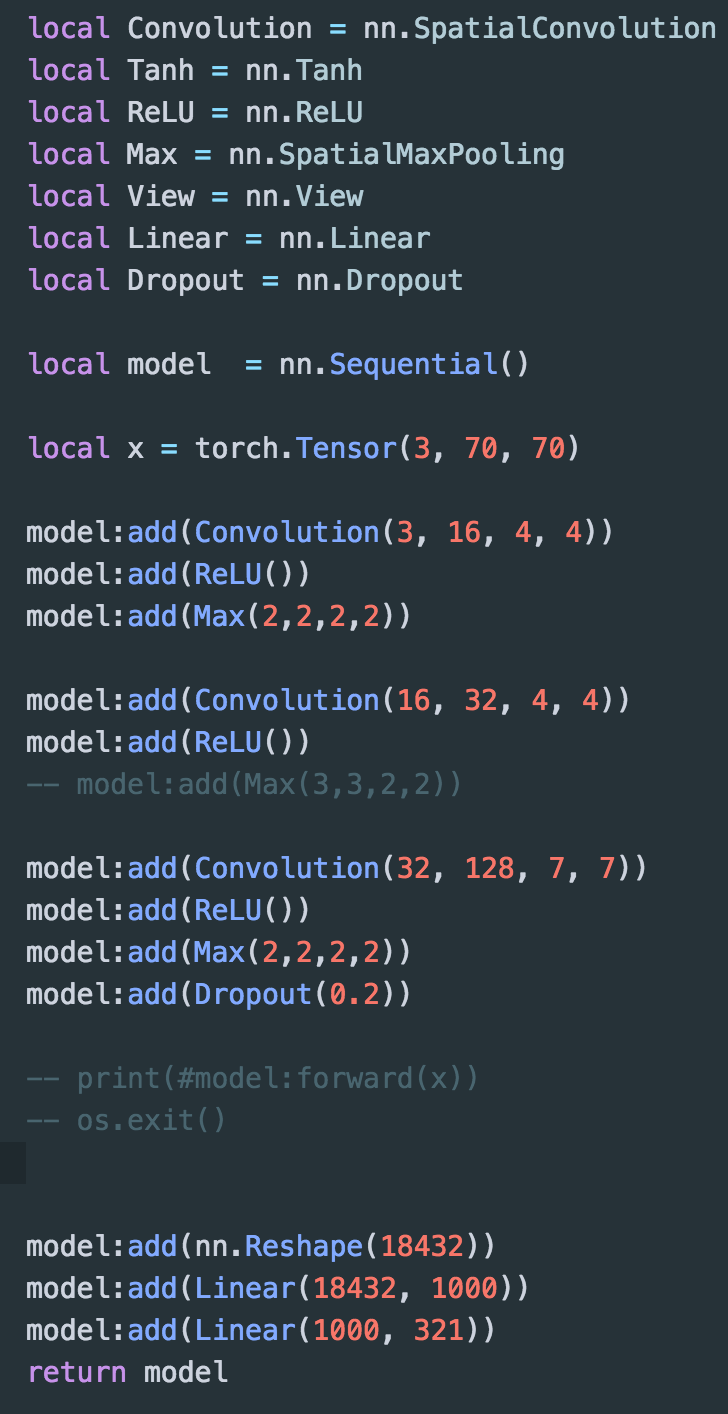 local Convolution = nn.SpatialConvolution
local Tanh = nn.Tanh
local ReLU = nn.ReLU
local Max = nn.SpatialMaxPooling
local View = nn.View
local Linear = nn.Linear
local Dropout = nn.Dropout
local model  = nn.Sequential()
local x = torch.Tensor(3, 70, 70)
model:add(Convolution(3, 16, 4, 4))
model:add(ReLU())
model:add(Max(2,2,2,2))
model:add(Convolution(16, 32, 4, 4))
model:add(ReLU())
-- model:add(Max(3,3,2,2))
model:add(Convolution(32, 128, 7, 7))
model:add(ReLU())
model:add(Max(2,2,2,2))
model:add(Dropout(0.2))
-- print(#model:forward(x))
-- os.exit()
model:add(nn.Reshape(18432))
model:add(Linear(18432, 1000))
model:add(Linear(1000, 321))
return model